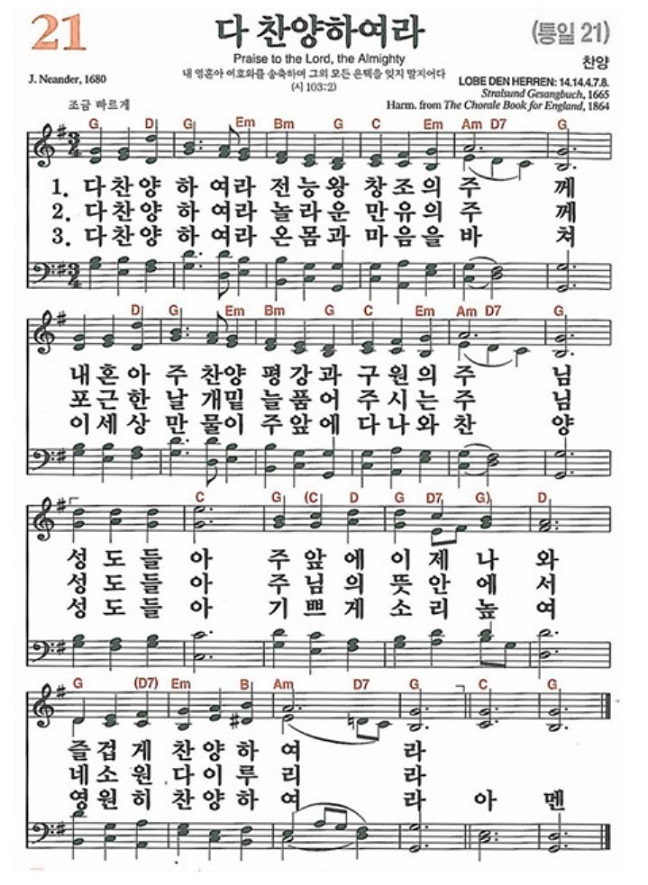 21
다 찬양하여라
(통일 21)
Praise to the Lord, the Almighty
찬양
내 영혼아 여호와를 송축하며 그의 모든 은택을 잊지 말지어다
(시 103:2)
J. Neander, 1680
LOBE DEN HERREN: 14.14.4.7.8.
Stralsund Gesangbuch, 1665
Harm. from The Chorale Book for England, 1864
조금 빠르게
G D G Em Bm G C Em Am D7 G
1. 다 찬 양 하 여라 전 능 왕 창 조 의 주 께
2. 다 찬 양 하 여라 놀 라 운 만 유 의 주 께
3. 다 찬 양 하 여라 온 몸 과 마 음 을 바 쳐
D G Em Bm G C Em Am D7 G
내 혼 아 주 찬양 평 강 과 구 원 의 주 님
포 근 한 날 개밑 늘 품 어 주 시 는 주 님
이 세 상 만 물이 주 앞 에 다 나 와 찬 양
C G (C D G D7 G) D
성 도 들 아 주 앞 에 이 제 나 와
성 도 들 아 주 님 의 뜻 안 에 서
성 도 들 아 기 쁘 게 소 리 높 여
G (D7) Em B Am D7 G C G
즐 겁 게 찬 양 하 여 라
네 소 원 다 이 루 리 라
영 원 히 찬 양 하 여 라 아 멘